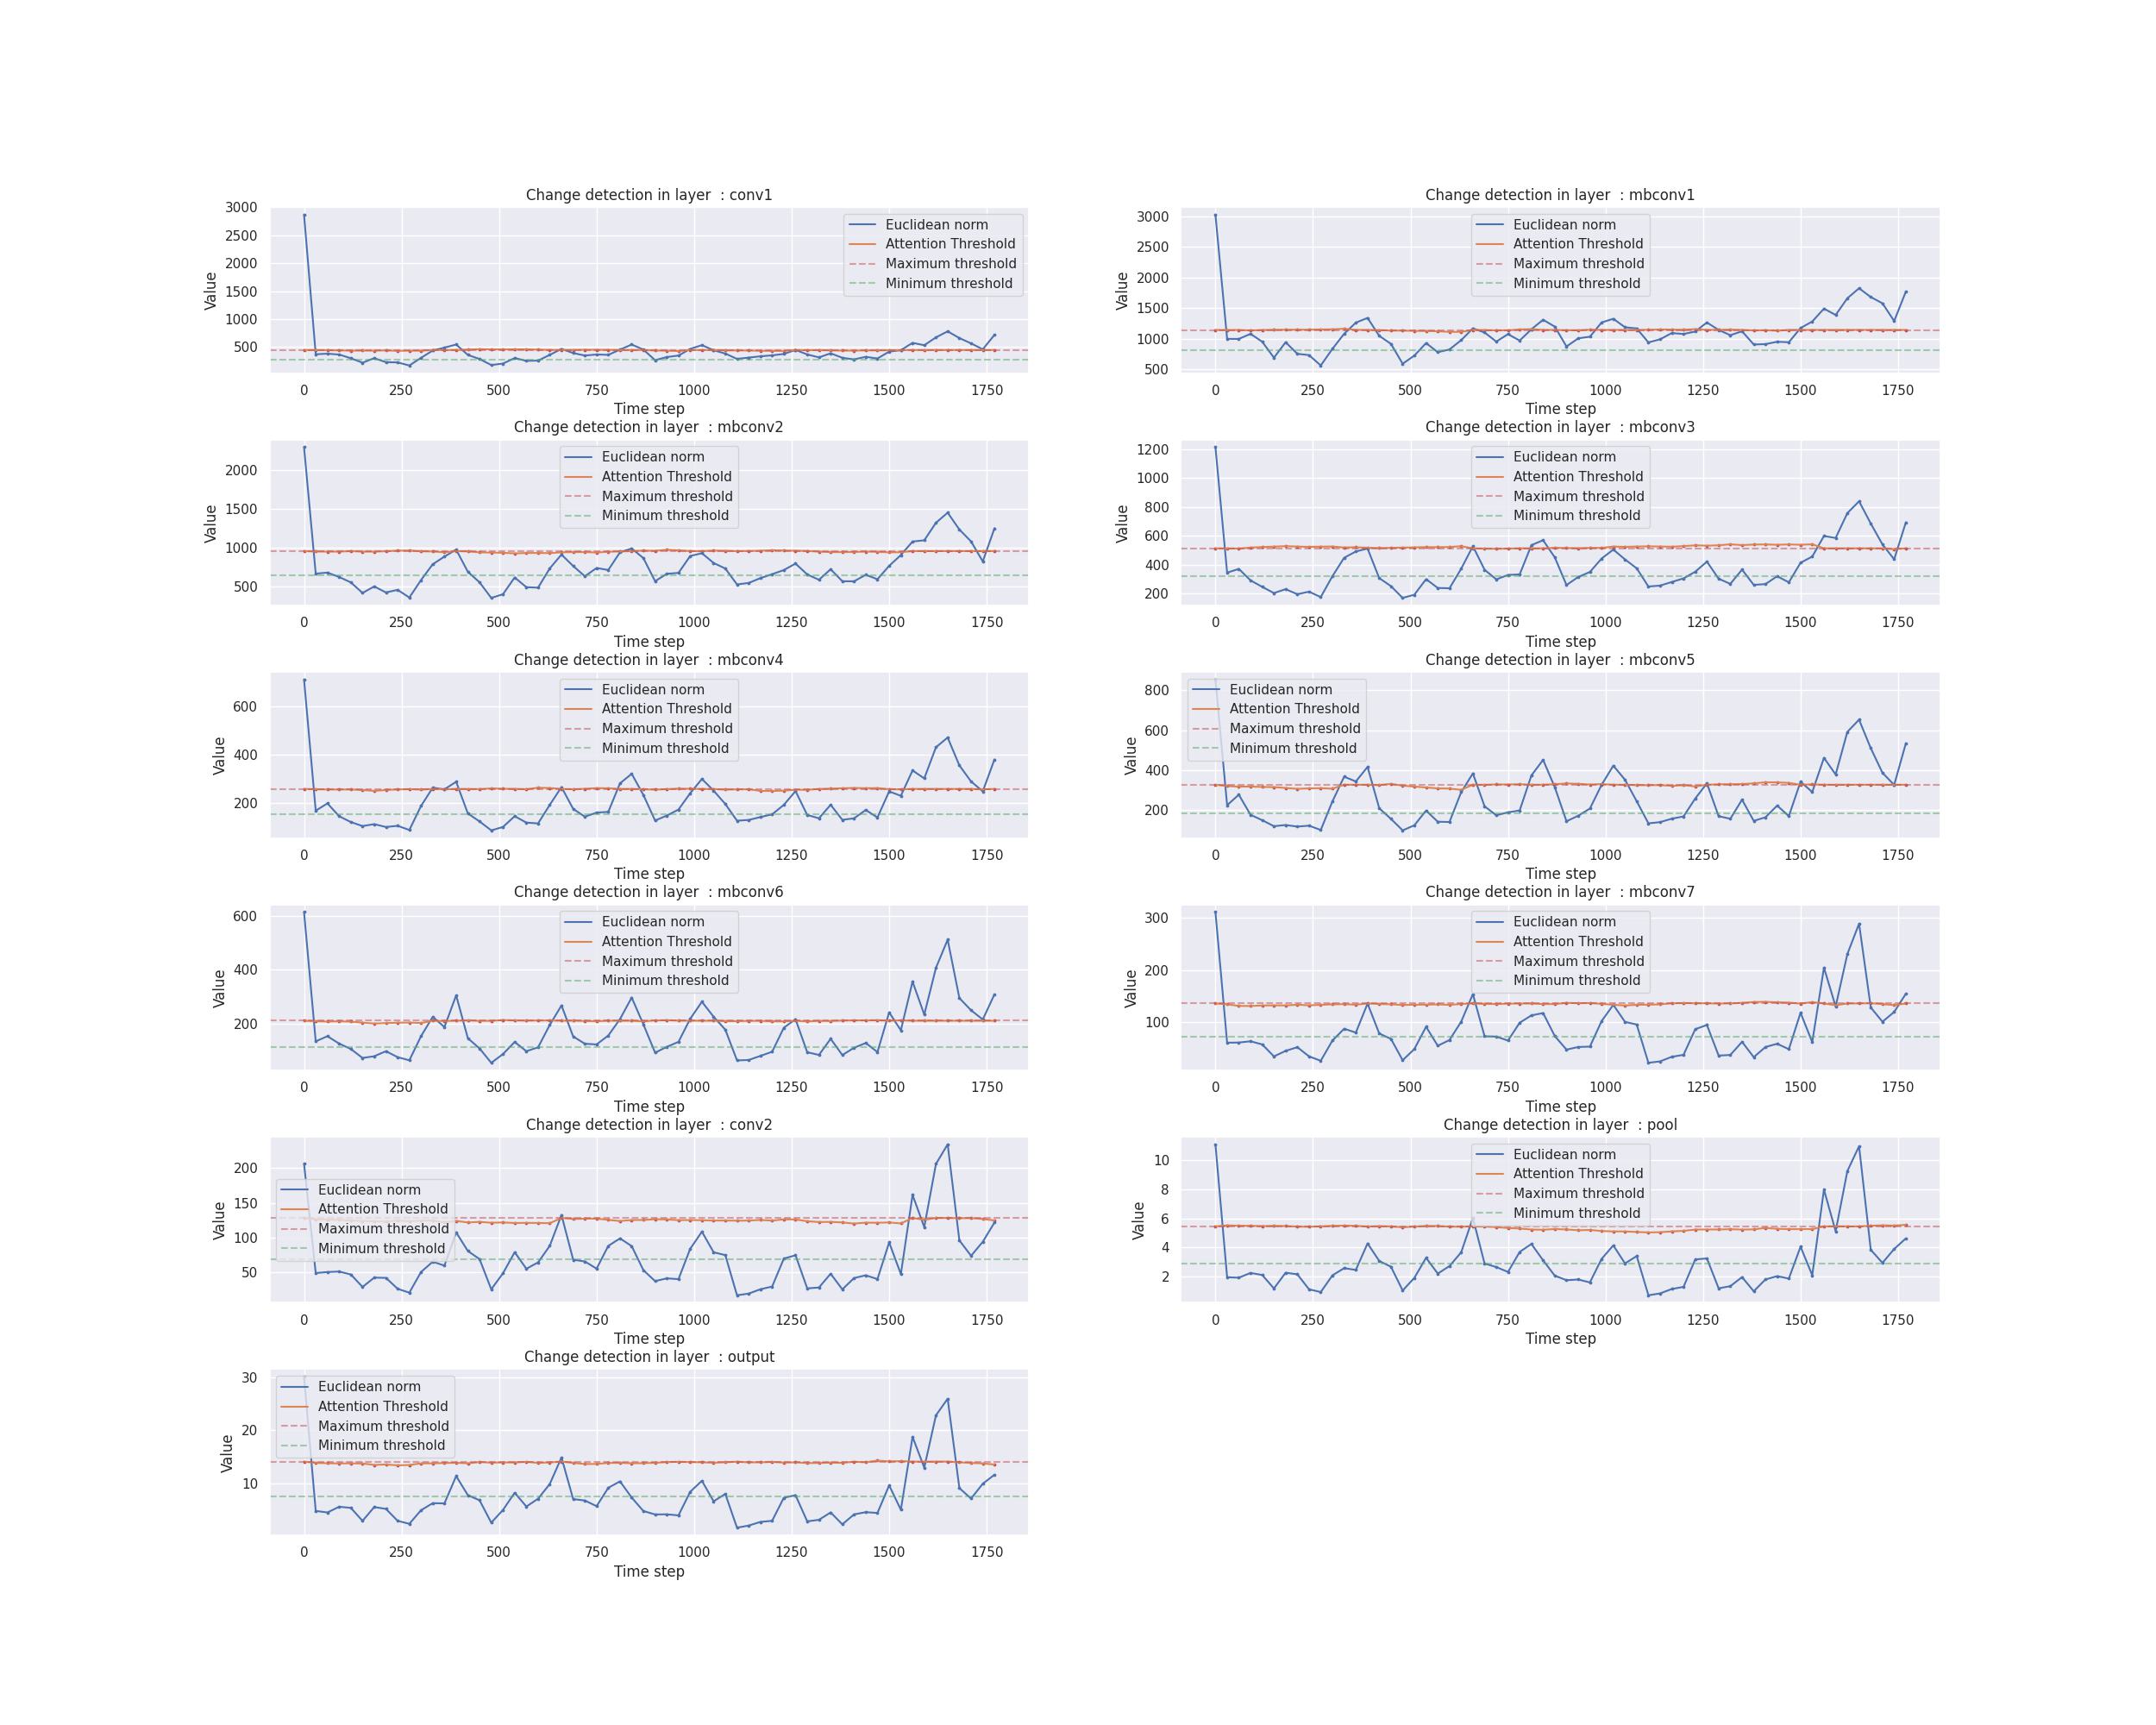 Change detection in layer  : conv1
Value
3000
2500
2000
1500
1000
500
Euclidean norm
Attention Threshold
Maximum threshold
Minimum threshold
0 250 500 750 1000 1250 1500 1750
Time step
Change detection in layer  : mbconv1
Value
3000
2500
2000
1500
1000
500
Euclidean norm
Attention Threshold
Maximum threshold
Minimum threshold
0 250 500 750 1000 1250 1500 1750
Time step
Change detection in layer  : mbconv2
Value
2000
1500
1000
500
Euclidean norm
Attention Threshold
Maximum threshold
Minimum threshold
0 250 500 750 1000 1250 1500 1750
Time step
Change detection in layer  : mbconv3
Value
1200
1000
800
600
400
200
Euclidean norm
Attention Threshold
Maximum threshold
Minimum threshold
0 250 500 750 1000 1250 1500 1750
Time step
Change detection in layer  : mbconv4
Value
600
400
200
Euclidean norm
Attention Threshold
Maximum threshold
Minimum threshold
0 250 500 750 1000 1250 1500 1750
Time step
Change detection in layer  : mbconv5
Value
800
600
400
200
Euclidean norm
Attention Threshold
Maximum threshold
Minimum threshold
0 250 500 750 1000 1250 1500 1750
Time step
Change detection in layer  : mbconv6
Value
600
400
200
Euclidean norm
Attention Threshold
Maximum threshold
Minimum threshold
0 250 500 750 1000 1250 1500 1750
Time step
Change detection in layer  : mbconv7
Value
300
200
100
Euclidean norm
Attention Threshold
Maximum threshold
Minimum threshold
0 250 500 750 1000 1250 1500 1750
Time step
Change detection in layer  : conv2
Value
200
150
100
50
Euclidean norm
Attention Threshold
Maximum threshold
Minimum threshold
0 250 500 750 1000 1250 1500 1750
Time step
Change detection in layer  : pool
Value
10
8
6
4
2
Euclidean norm
Attention Threshold
Maximum threshold
Minimum threshold
0 250 500 750 1000 1250 1500 1750
Time step
Change detection in layer  : output
Value
30
20
10
Euclidean norm
Attention Threshold
Maximum threshold
Minimum threshold
0 250 500 750 1000 1250 1500 1750
Time step